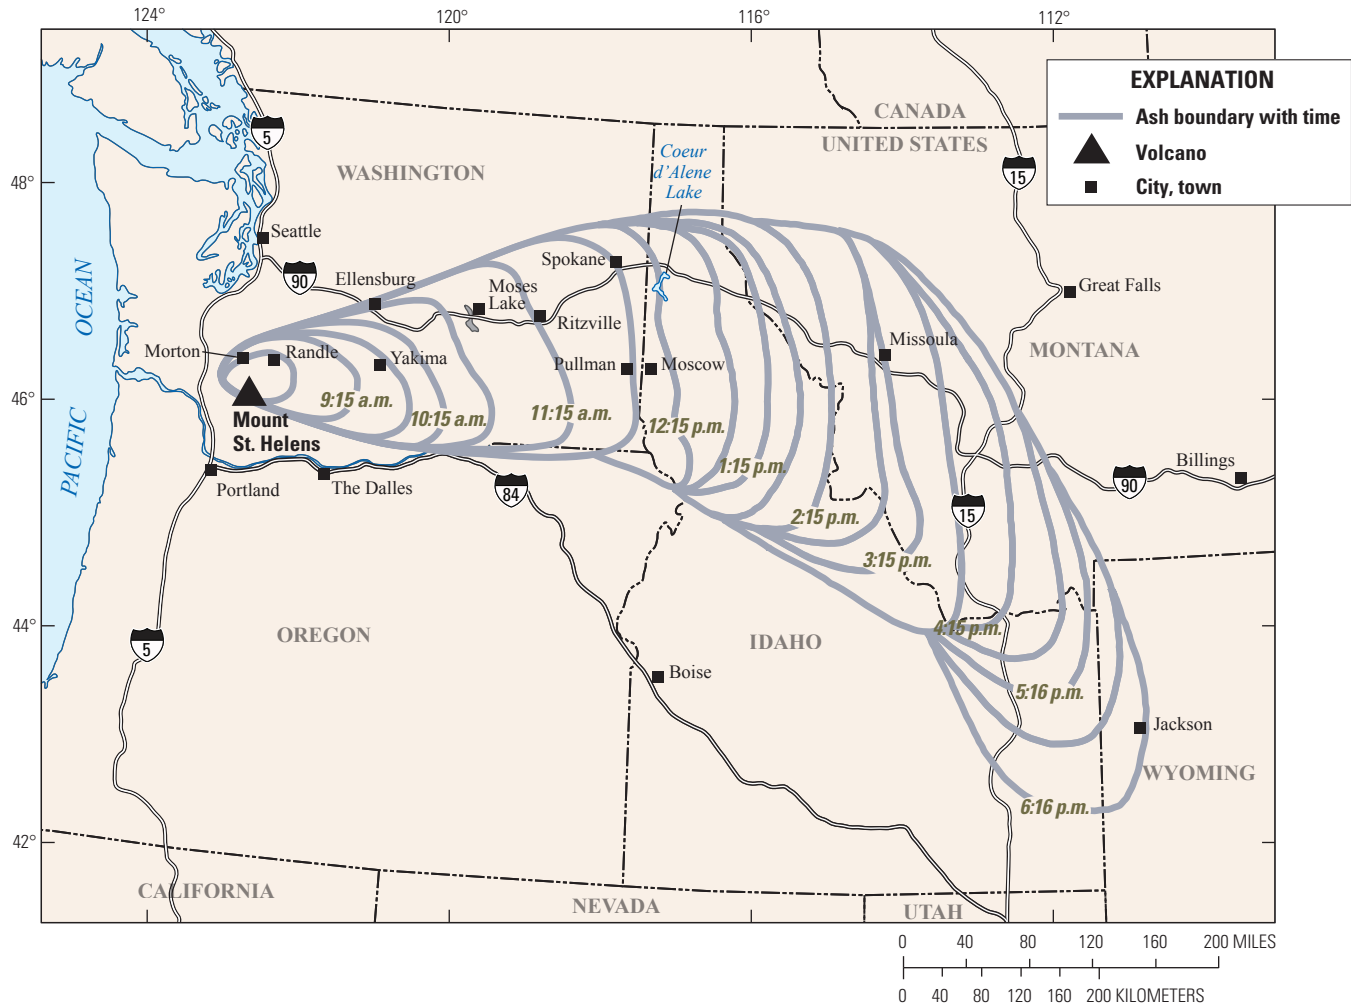 124°
120°
116°
112°
EXPLANATION
Ash boundary with time
Volcano
City, town
CANADA
UNITED STATES
5
15
48°
WASHINGTON
Coeur
d'Alene
Lake
Seattle
90
Ellensburg
Spokane
Moses
Lake
Great Falls
PACIFIC OCEAN
Ritzville
Morton
Randle
Yakima
Pullman
Moscow
Missoula
MONTANA
46°
Mount
St. Helens
9:15 a.m.
10:15 a.m.
11:15 a.m.
12:15 p.m.
1:15 p.m.
2:15 p.m.
3:15 p.m.
Billings
90
15
84
Portland
The Dalles
44°
5
OREGON
IDAHO
4:15 p.m.
Boise
5:16 p.m.
Jackson
WYOMING
6:16 p.m.
42°
CALIFORNIA
NEVADA
UTAH
0 40 80 120 160 200 MILES
0 40 80 120 160 200 KILOMETERS